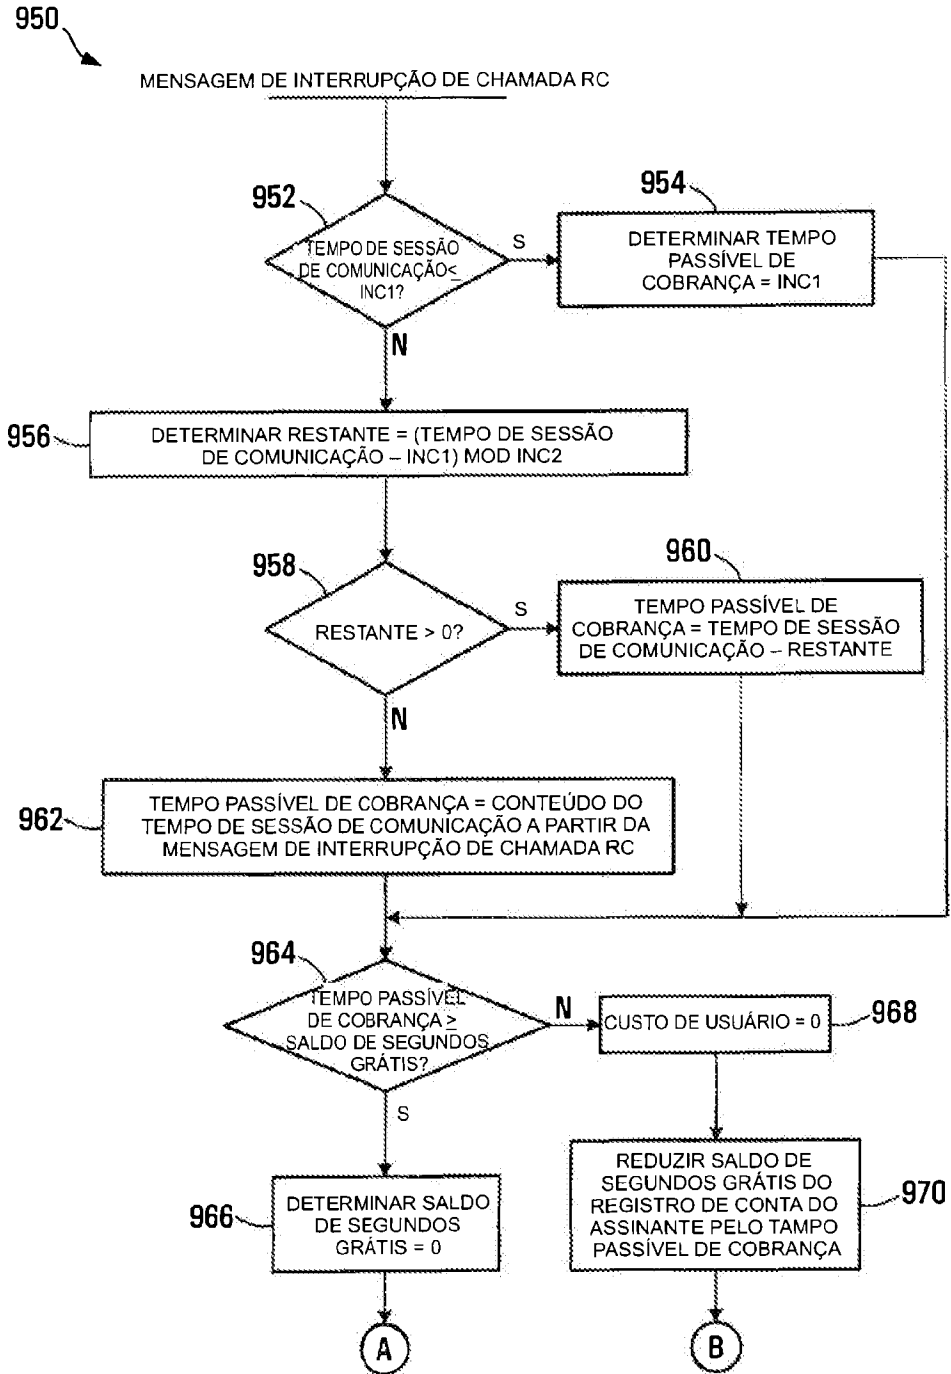 950
MENSAGEM DE INTERRUPÇÃO DE CHAMADA RC
952
TEMPO DE SESSÃO
DE COMUNICAÇÃO≤
INC1?
S
954
DETERMINAR TEMPO
PASSÍVEL DE
COBRANÇA = INC1
N
956
DETERMINAR RESTANTE = (TEMPO DE SESSÃO
DE COMUNICAÇÃO – INC1) MOD INC2
958
RESTANTE > 0?
S
960
TEMPO PASSÍVEL DE
COBRANÇA = TEMPO DE SESSÃO
DE COMUNICAÇÃO – RESTANTE
N
962
TEMPO PASSÍVEL DE COBRANÇA = CONTEÚDO DO
TEMPO DE SESSÃO DE COMUNICAÇÃO A PARTIR DA
MENSAGEM DE INTERRUPÇÃO DE CHAMADA RC
964
TEMPO PASSÍVEL
DE COBRANÇA ≥
SALDO DE SEGUNDOS
GRÁTIS?
N
CUSTO DE USUÁRIO = 0
968
S
966
DETERMINAR SALDO
DE SEGUNDOS
GRÁTIS = 0
REDUZIR SALDO DE
SEGUNDOS GRÁTIS DO
REGISTRO DE CONTA DO
ASSINANTE PELO TAMPO
PASSÍVEL DE COBRANÇA
970
A
B